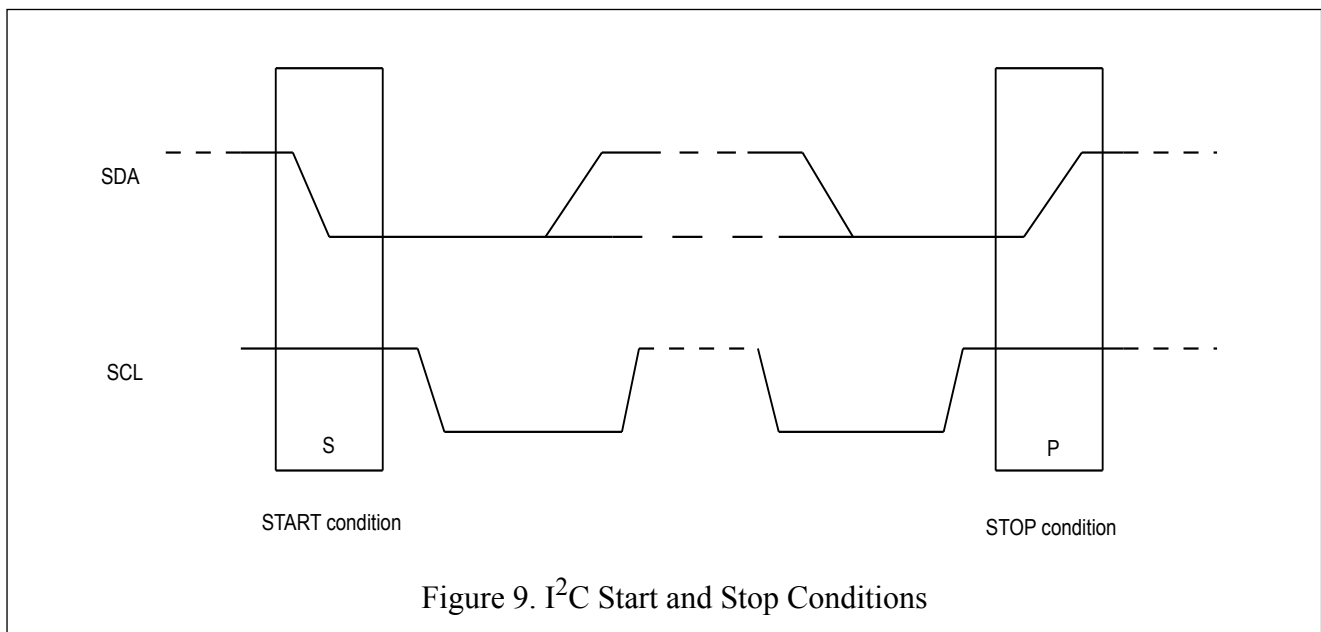 SDA
SCL
S
P
START condition
STOP condition
Figure 9. I²C Start and Stop Conditions